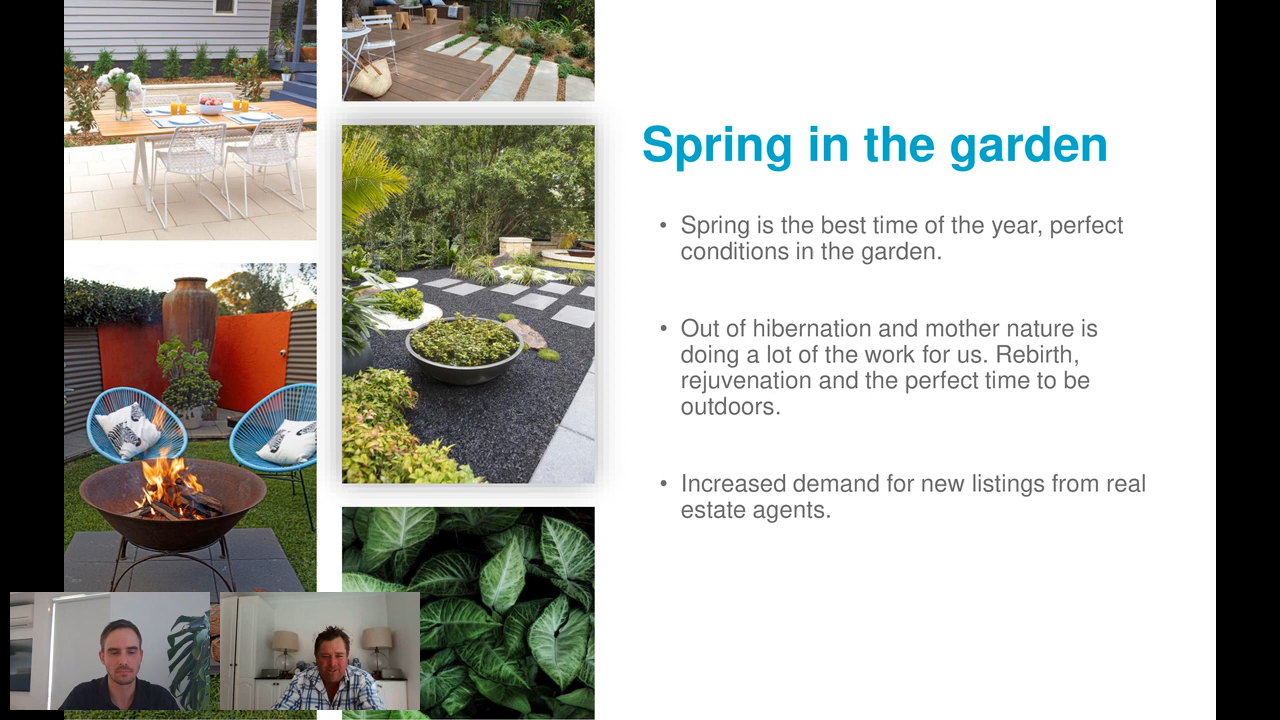 Spring in the garden
• Spring is the best time of the year, perfect
conditions in the garden.
• Out of hibernation and mother nature is
doing a lot of the work for us. Rebirth,
rejuvenation and the perfect time to be
outdoors.
• Increased demand for new listings from real
estate agents.